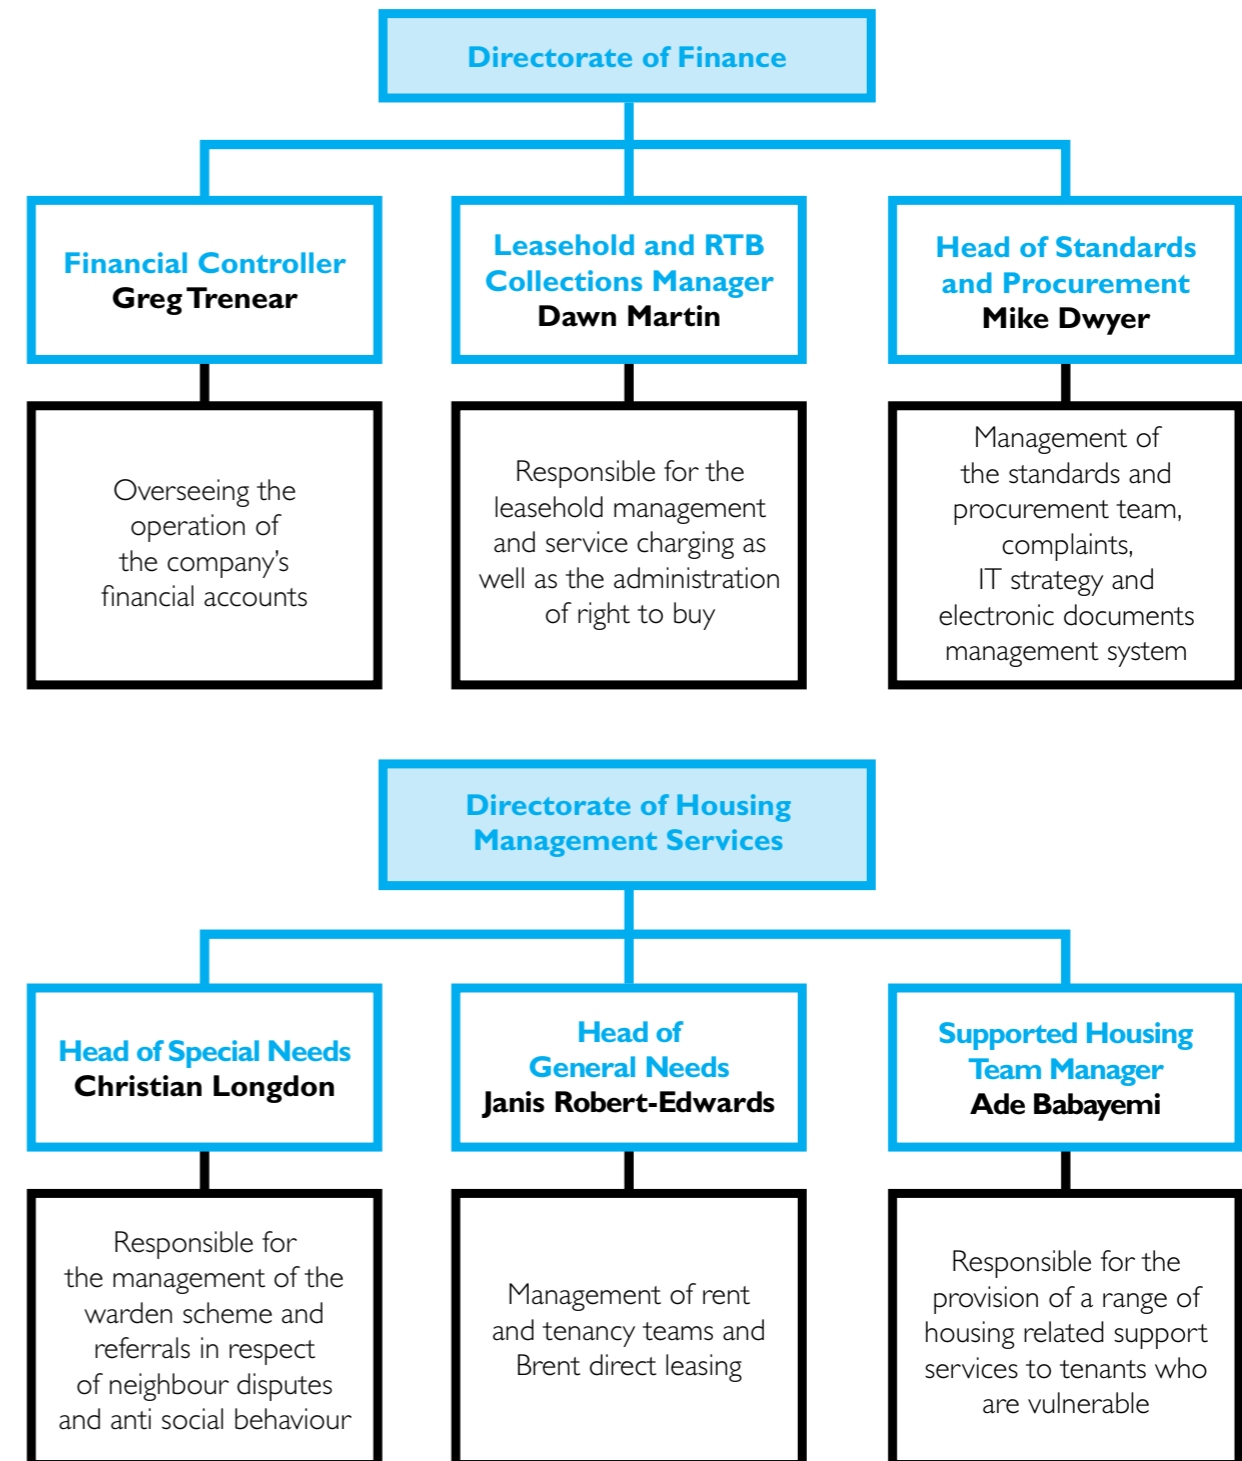 Directorate of Finance
Financial Controller
Greg Trenear
Leasehold and RTB
Collections Manager
Dawn Martin
Head of Standards
and Procurement
Mike Dwyer
Overseeing the
operation of
the company’s
financial accounts
Responsible for the
leasehold management
and service charging as
well as the administration
of right to buy
Management of
the standards and
procurement team,
complaints,
IT strategy and
electronic documents
management system
Directorate of Housing
Management Services
Head of Special Needs
Christian Longdon
Head of
General Needs
Janis Robert-Edwards
Supported Housing
Team Manager
Ade Babayemi
Responsible for
the management of the
warden scheme and
referrals in respect
of neighbour disputes
and anti social behaviour
Management of rent
and tenancy teams and
Brent direct leasing
Responsible for the
provision of a range of
housing related support
services to tenants who
are vulnerable